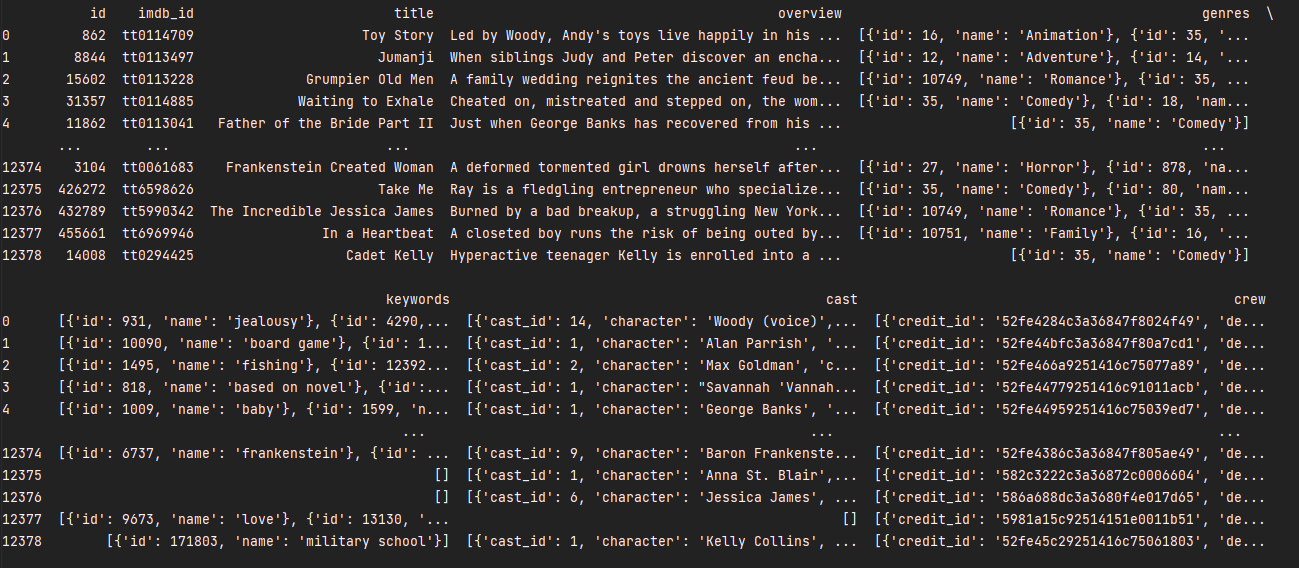 id imdb_id title overview genres \
0 862 tt0114709 Toy Story Led by Woody, Andy's toys live happily in his ... [{'id': 16, 'name': 'Animation'}, {'id': 35, '...
1 8844 tt0113497 Jumanji When siblings Judy and Peter discover an encha... [{'id': 12, 'name': 'Adventure'}, {'id': 14, '...
2 15602 tt0113228 Grumpier Old Men A family wedding reignites the ancient feud be... [{'id': 10749, 'name': 'Romance'}, {'id': 35, ...
3 31357 tt0114885 Waiting to Exhale Cheated on, mistreated and stepped on, the wom... [{'id': 35, 'name': 'Comedy'}, {'id': 18, 'nam...
4 11862 tt0113041 Father of the Bride Part II Just when George Banks has recovered from his ... [{'id': 35, 'name': 'Comedy'}]
... ... ... ... ...
12374 3104 tt0061683 Frankenstein Created Woman A deformed tormented girl drowns herself after... [{'id': 27, 'name': 'Horror'}, {'id': 878, 'na...
12375 426272 tt6598626 Take Me Ray is a fledgling entrepreneur who specialize... [{'id': 35, 'name': 'Comedy'}, {'id': 80, 'nam...
12376 432789 tt5990342 The Incredible Jessica James Burned by a bad breakup, a struggling New York... [{'id': 10749, 'name': 'Romance'}, {'id': 35, ...
12377 455661 tt6969946 In a Heartbeat A closeted boy runs the risk of being outed by... [{'id': 10751, 'name': 'Family'}, {'id': 16, '...
12378 14008 tt0294425 Cadet Kelly Hyperactive teenager Kelly is enrolled into a ... [{'id': 35, 'name': 'Comedy'}]
keywords cast crew
0 [{'id': 931, 'name': 'jealousy'}, {'id': 4290,... [{'cast_id': 14, 'character': 'Woody (voice)',... [{'credit_id': '52fe4284c3a36847f8024f49', 'de...
1 [{'id': 10090, 'name': 'board game'}, {'id': 1... [{'cast_id': 1, 'character': 'Alan Parrish', '... [{'credit_id': '52fe44bfc3a36847f80a7cd1', 'de...
2 [{'id': 1495, 'name': 'fishing'}, {'id': 12392... [{'cast_id': 2, 'character': 'Max Goldman', 'c... [{'credit_id': '52fe466a9251416c75077a89', 'de...
3 [{'id': 818, 'name': 'based on novel'}, {'id':... [{'cast_id': 1, 'character': "Savannah 'Vannah... [{'credit_id': '52fe44779251416c91011acb', 'de...
4 [{'id': 1009, 'name': 'baby'}, {'id': 1599, 'n... [{'cast_id': 1, 'character': 'George Banks', '... [{'credit_id': '52fe44959251416c75039ed7', 'de...
... ... ...
12374 [{'id': 6737, 'name': 'frankenstein'}, {'id': ... [{'cast_id': 9, 'character': 'Baron Frankenste... [{'credit_id': '52fe4386c3a36847f805ae49', 'de...
12375 [] [{'cast_id': 1, 'character': 'Anna St. Blair',... [{'credit_id': '582c3222c3a36872c0006604', 'de...
12376 [] [{'cast_id': 6, 'character': 'Jessica James', ... [{'credit_id': '586a688dc3a3680f4e017d65', 'de...
12377 [{'id': 9673, 'name': 'love'}, {'id': 13130, '... [] [{'credit_id': '5981a15c92514151e0011b51', 'de...
12378 [{'id': 171803, 'name': 'military school'}] [{'cast_id': 1, 'character': 'Kelly Collins', ... [{'credit_id': '52fe45c29251416c75061803', 'de...